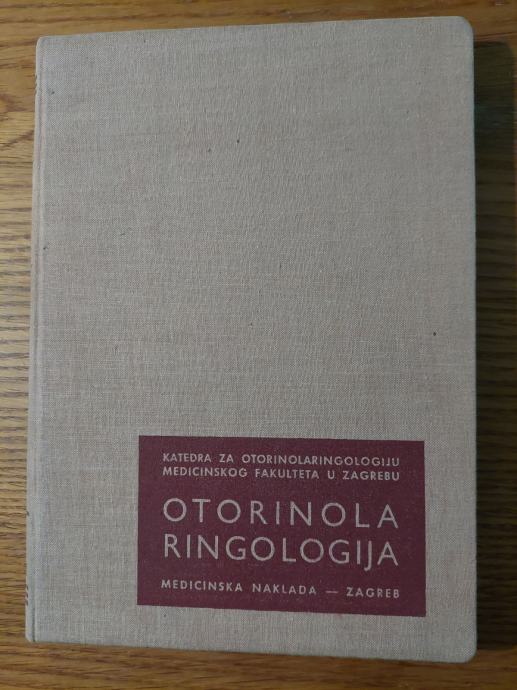 KATEDRA ZA OTORINOLARINGOLOGIJU
MEDICINSKOG FAKULTETA U ZAGREBU
OTORINOLA
RINGOLOGIJA
MEDICINSKA NAKLADA — ZAGREB